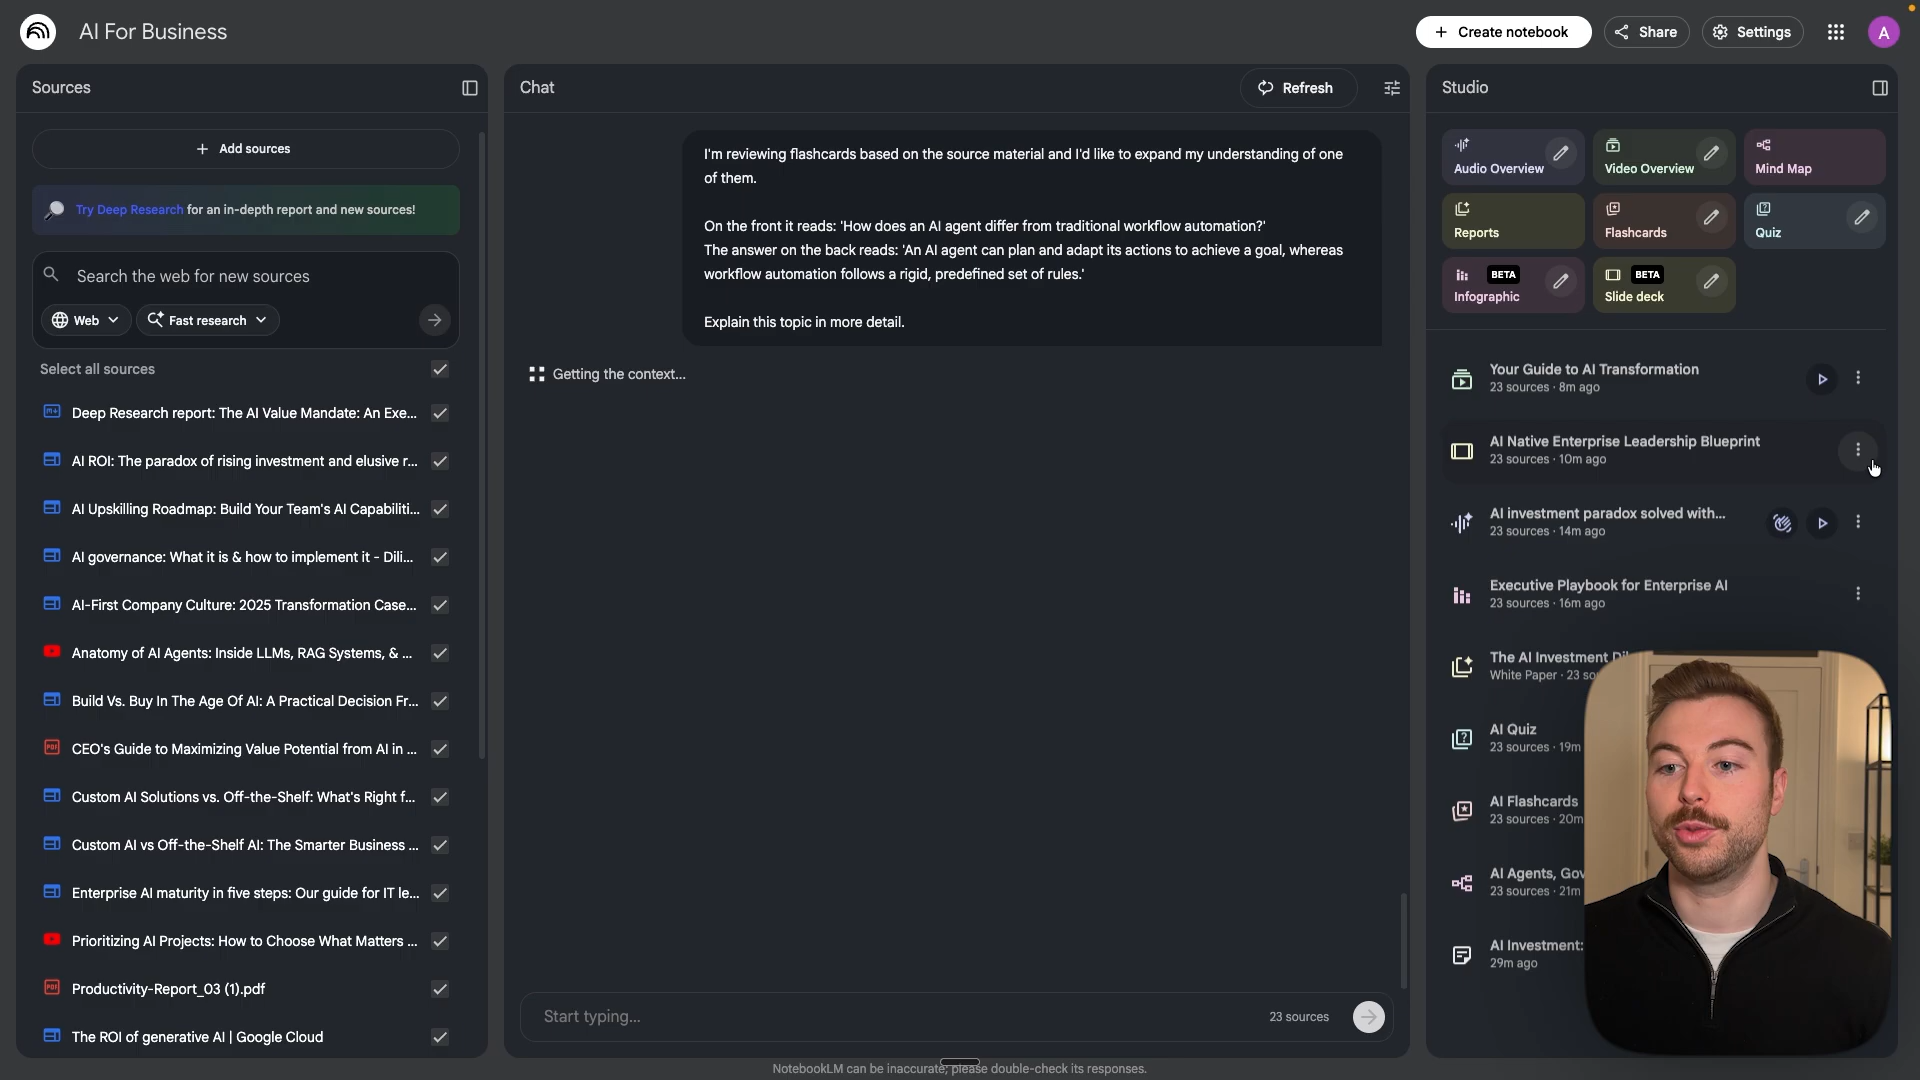 AI For Business
Create notebook
Share
Settings
A
Sources
Add sources
Try Deep Research for an in-depth report and new sources!
Search the web for new sources
Web
Fast research
Select all sources
Deep Research report: The AI Value Mandate: An Exe...
AI ROI: The paradox of rising investment and elusive r...
AI Upskilling Roadmap: Build Your Team's AI Capabiliti...
AI governance: What it is & how to implement it - Dili...
AI-First Company Culture: 2025 Transformation Case...
Anatomy of AI Agents: Inside LLMs, RAG Systems, & ...
Build Vs. Buy In The Age Of AI: A Practical Decision Fr...
PDF
CEO's Guide to Maximizing Value Potential from AI in ...
Custom AI Solutions vs. Off-the-Shelf: What's Right f...
Custom AI vs Off-the-Shelf AI: The Smarter Business ...
Enterprise AI maturity in five steps: Our guide for IT le...
Prioritizing AI Projects: How to Choose What Matters ...
PDF
Productivity-Report_03 (1).pdf
The ROI of generative AI | Google Cloud
Chat
Refresh
I'm reviewing flashcards based on the source material and I'd like to expand my understanding of one
of them.
On the front it reads: 'How does an AI agent differ from traditional workflow automation?'
The answer on the back reads: 'An AI agent can plan and adapt its actions to achieve a goal, whereas
workflow automation follows a rigid, predefined set of rules.'
Explain this topic in more detail.
Getting the context...
Start typing...
23 sources
NotebookLM can be inaccurate; please double-check its responses.
Studio
Audio Overview
Video Overview
Mind Map
Reports
Flashcards
Quiz
BETA
Infographic
BETA
Slide deck
Your Guide to AI Transformation
23 sources · 8m ago
AI Native Enterprise Leadership Blueprint
23 sources · 10m ago
AI investment paradox solved with...
23 sources · 14m ago
Executive Playbook for Enterprise AI
23 sources · 16m ago
The AI Investment
White Paper · 23
AI Quiz
23 sources · 19m
AI Flashcards
23 sources · 20m
AI Agents,
23 sources · 21m
AI Investment:
29m ago